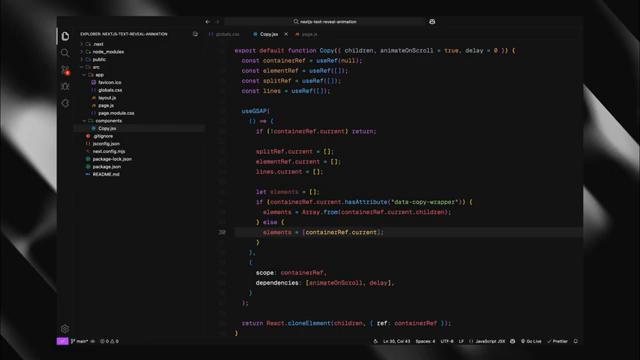 nextjs-text-reveal-animation
EXPLORER: NEXTJS-TEXT-REVEAL-ANIMATION
.next
node_modules
public
src
app
favicon.ico
globals.css
layout.js
page.js
page.module.css
components
Copy.jsx
.gitignore
jsconfig.json
next.config.mjs
package-lock.json
package.json
README.md
globals.css
Copy.jsx
page.js
export default function Copy({ children, animateOnScroll = true, delay = 0 }) {
const containerRef = useRef(null);
const elementRef = useRef([]);
const splitRef = useRef([]);
const lines = useRef([]);
useGSAP(
() => {
if (!containerRef.current) return;
splitRef.current = [];
elementRef.current = [];
lines.current = [];
let elements = [];
if (containerRef.current.hasAttribute("data-copy-wrapper")) {
elements = Array.from(containerRef.current.children);
} else {
30 elements = [containerRef.current];
}
},
{
scope: containerRef,
dependencies: [animateOnScroll, delay],
}
);
return React.cloneElement(children, { ref: containerRef });
}
main* 0 0 Ln 30, Col 43 Spaces: 4 UTF-8 LF JavaScript JSX Go Live Prettier